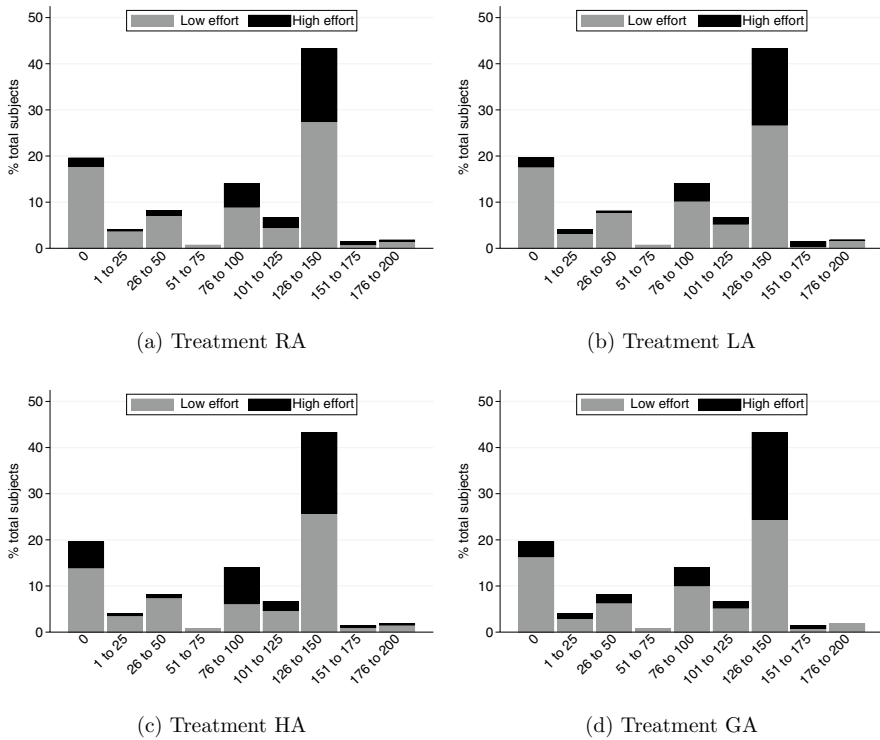 Low effort High effort
50
40
30
20
10
0
% total subjects
0 1 to 25 26 to 50 51 to 75 76 to 100 101 to 125 126 to 150 151 to 175 176 to 200
(a) Treatment RA
Low effort High effort
50
40
30
20
10
0
% total subjects
0 1 to 25 26 to 50 51 to 75 76 to 100 101 to 125 126 to 150 151 to 175 176 to 200
(b) Treatment LA
Low effort High effort
50
40
30
20
10
0
% total subjects
0 1 to 25 26 to 50 51 to 75 76 to 100 101 to 125 126 to 150 151 to 175 176 to 200
(c) Treatment HA
Low effort High effort
50
40
30
20
10
0
% total subjects
0 1 to 25 26 to 50 51 to 75 76 to 100 101 to 125 126 to 150 151 to 175 176 to 200
(d) Treatment GA